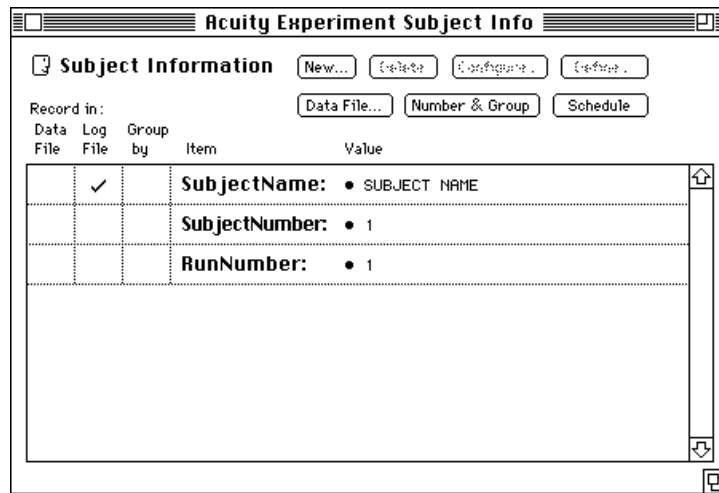 Acuity Experiment Subject Info
Subject Information New... Delete Configure... Define...
Data File... Number & Group Schedule
Record in:
Data Log Group
File File by Item Value
✓ SubjectName: • SUBJECT NAME
SubjectNumber: • 1
RunNumber: • 1